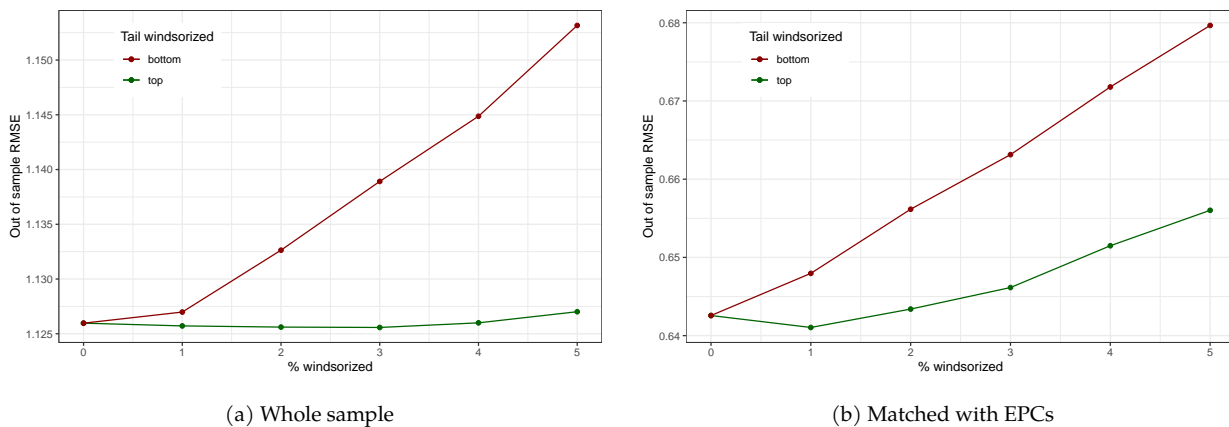 Tail windsorized
bottom
top
Out of sample RMSE
1.150
1.145
1.140
1.135
1.130
1.125
0 1 2 3 4 5
% windsorized
(a) Whole sample
Tail windsorized
bottom
top
Out of sample RMSE
0.68
0.67
0.66
0.65
0.64
0 1 2 3 4 5
% windsorized
(b) Matched with EPCs